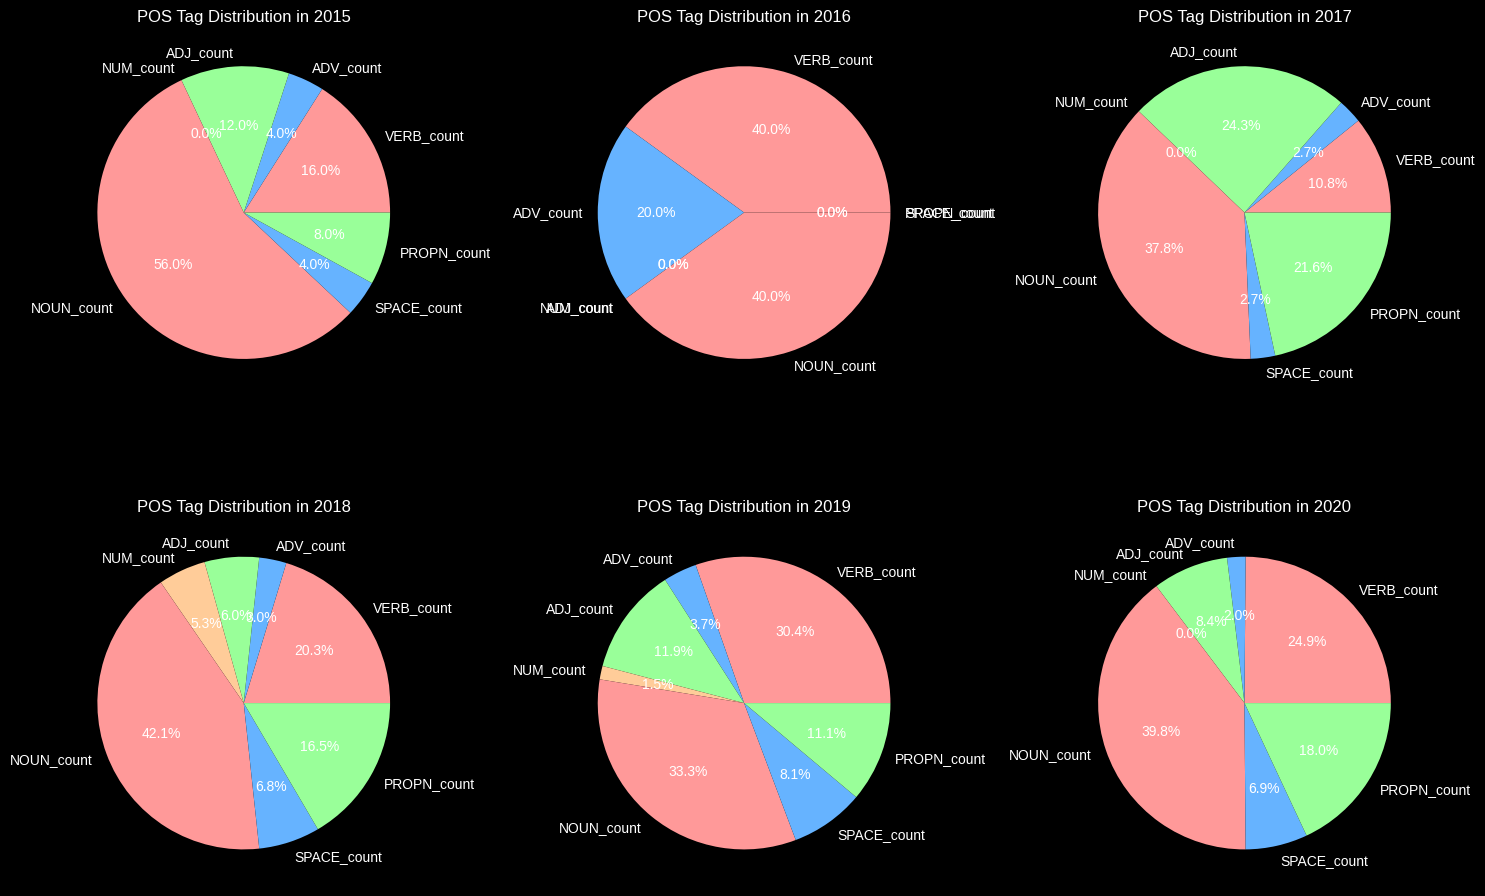 POS Tag Distribution in 2015
ADJ_count
NUM_count
ADV_count
VERB_count
12.0%
0.0%
4.0%
16.0%
8.0%
56.0%
4.0%
PROPN_count
NOUN_count
SPACE_count
POS Tag Distribution in 2016
VERB_count
40.0%
ADV_count
20.0%
0.0%
0.0%
40.0%
NOUN_count
POS Tag Distribution in 2017
ADJ_count
NUM_count
ADV_count
24.3%
0.0%
2.7%
VERB_count
10.8%
37.8%
21.6%
NOUN_count
2.7%
PROPN_count
SPACE_count
POS Tag Distribution in 2018
ADJ_count
ADV_count
NUM_count
VERB_count
6.0%
5.3%
3.0%
20.3%
42.1%
16.5%
NOUN_count
6.8%
PROPN_count
SPACE_count
POS Tag Distribution in 2019
ADV_count
VERB_count
ADJ_count
3.7%
30.4%
11.9%
NUM_count
1.5%
11.1%
33.3%
8.1%
PROPN_count
NOUN_count
SPACE_count
POS Tag Distribution in 2020
ADV_count
ADJ_count
NUM_count
VERB_count
2.0%
8.4%
0.0%
24.9%
39.8%
18.0%
NOUN_count
6.9%
PROPN_count
SPACE_count